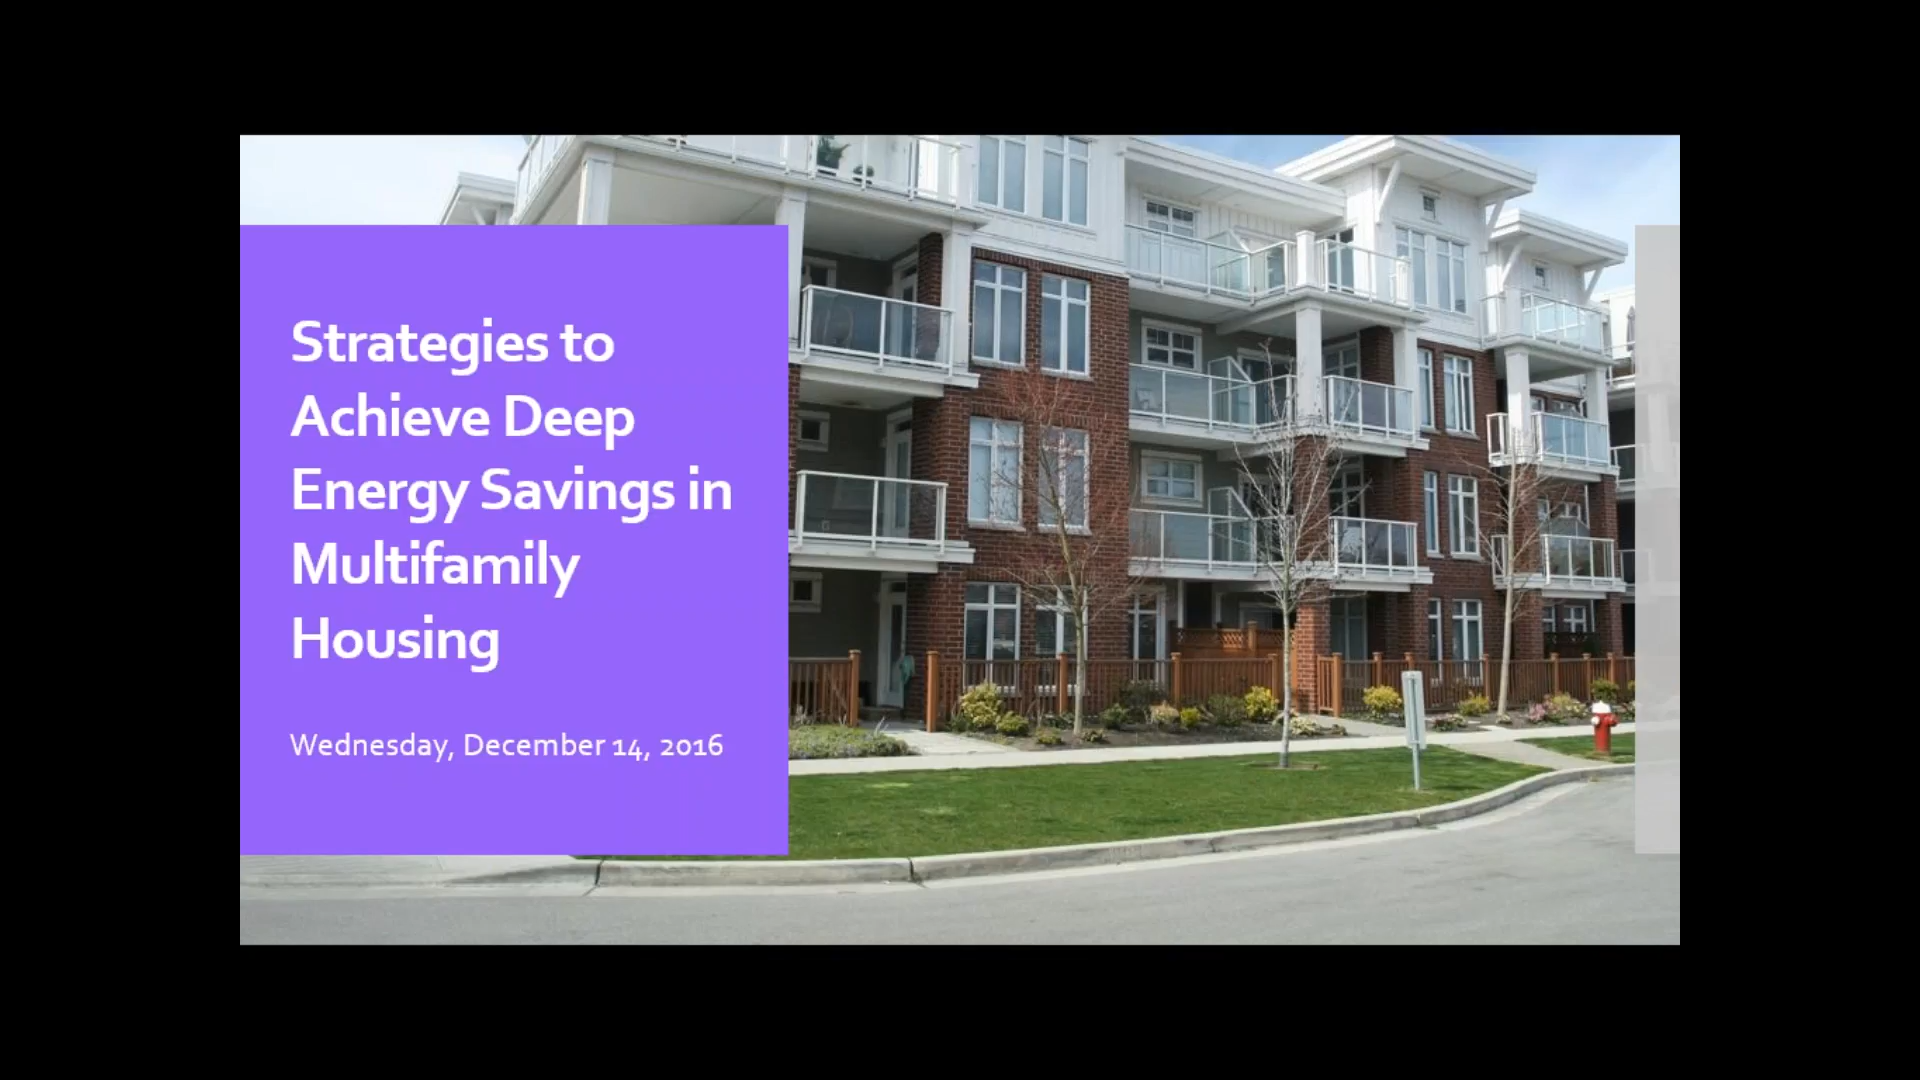 Strategies to
Achieve Deep
Energy Savings in
Multifamily
Housing
Wednesday, December 14, 2016